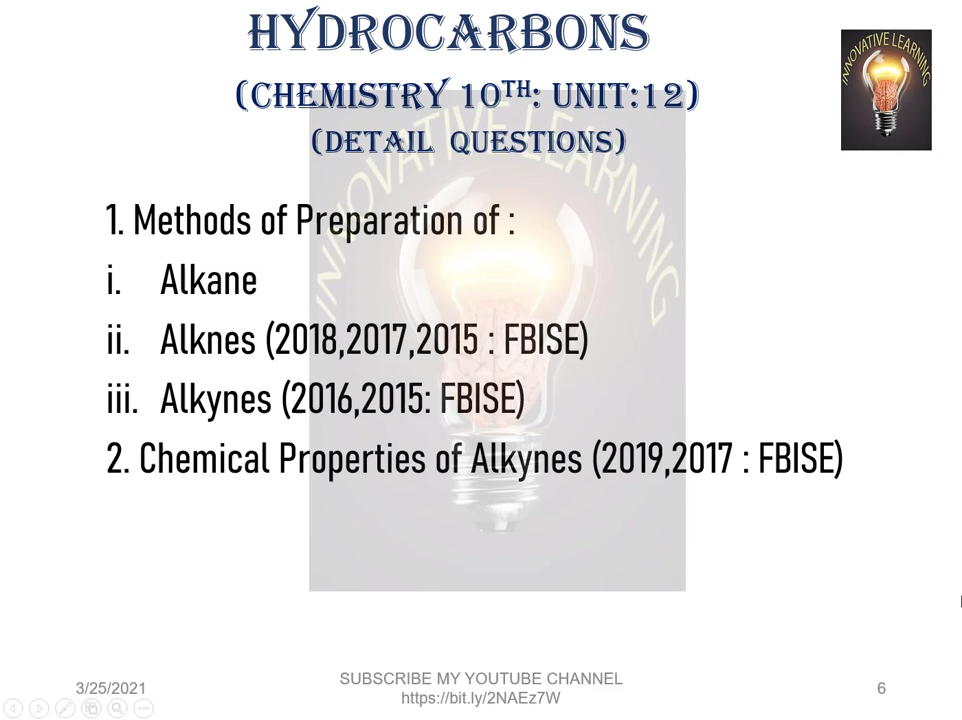 HYDROCARBONS
(CHEMISTRY 10TH: UNIT:12)
(DETAIL QUESTIONS)
INNOVATIVE LEARNING
INNOVATIVE LEARNING
1. Methods of Preparation of :
i. Alkane
ii. Alknes (2018,2017,2015 : FBISE)
iii. Alkynes (2016,2015: FBISE)
2. Chemical Properties of Alkynes (2019,2017 : FBISE)
3/25/2021
SUBSCRIBE MY YOUTUBE CHANNEL
https://bit.ly/2NAEz7W
6